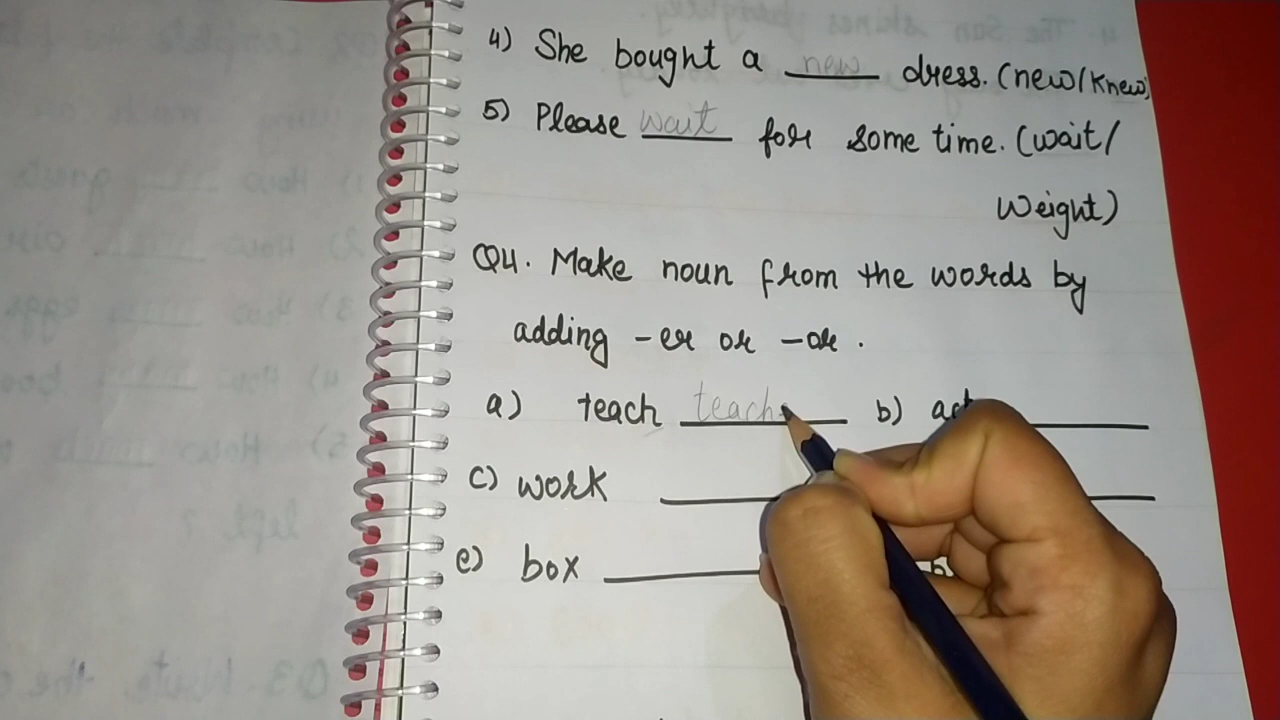 4) She bought a new dress. (new/Knew)
5) Please wait for some time. (wait/
Weight)
Q4. Make noun from the words by
adding -er or -or.
a) teach teach b)
c) work
e) box